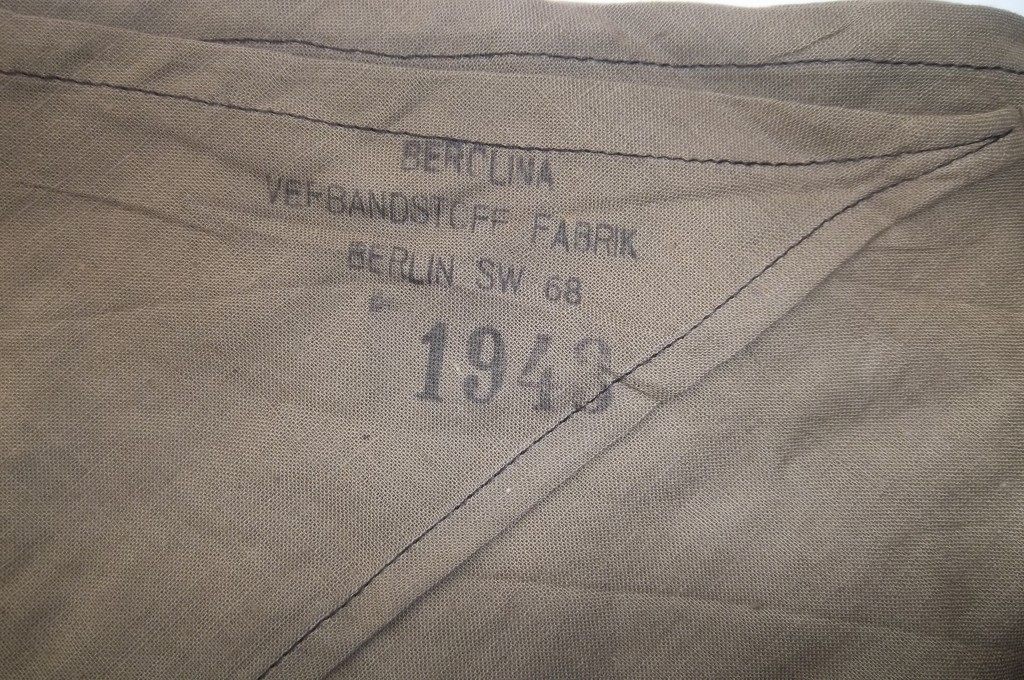 BEROLINA
VERBANDSTOFF FABRIK
BERLIN SW 68
1943